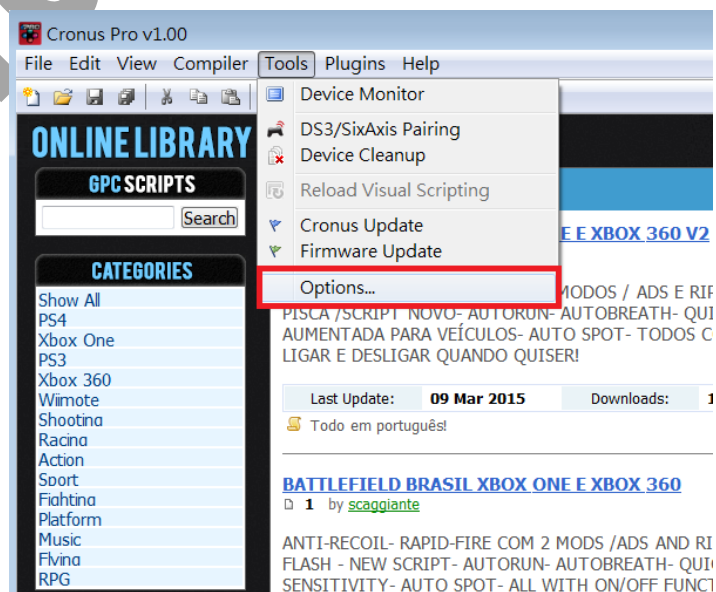 Cronus Pro v1.00
File Edit View Compiler Tools Plugins Help
Device Monitor
DS3/SixAxis Pairing
Device Cleanup
Reload Visual Scripting
Cronus Update
Firmware Update
Options...
ONLINE LIBRARY
GPC SCRIPTS
Search
CATEGORIES
Show All
PS4
Xbox One
PS3
Xbox 360
Wiimote
Shooting
Racing
Action
Sport
Fighting
Platform
Music
Flying
RPG
E E XBOX 360 V2
MODOS / ADS E
PISCA /SCRIPT NOVO- AUTORUN- AUTOBREATH-
AUMENTADA PARA VEÍCULOS- AUTO SPOT- TODOS
LIGAR E DESLIGAR QUANDO QUISER!
Last Update: 09 Mar 2015 Downloads:
Todo em português!
BATTLEFIELD BRASIL XBOX ONE E XBOX 360
1 by scaggiante
ANTI-RECOIL- RAPID-FIRE COM 2 MODS /ADS AND
FLASH - NEW SCRIPT- AUTORUN- AUTOBREATH-
SENSITIVITY- AUTO SPOT- ALL WITH ON/OFF